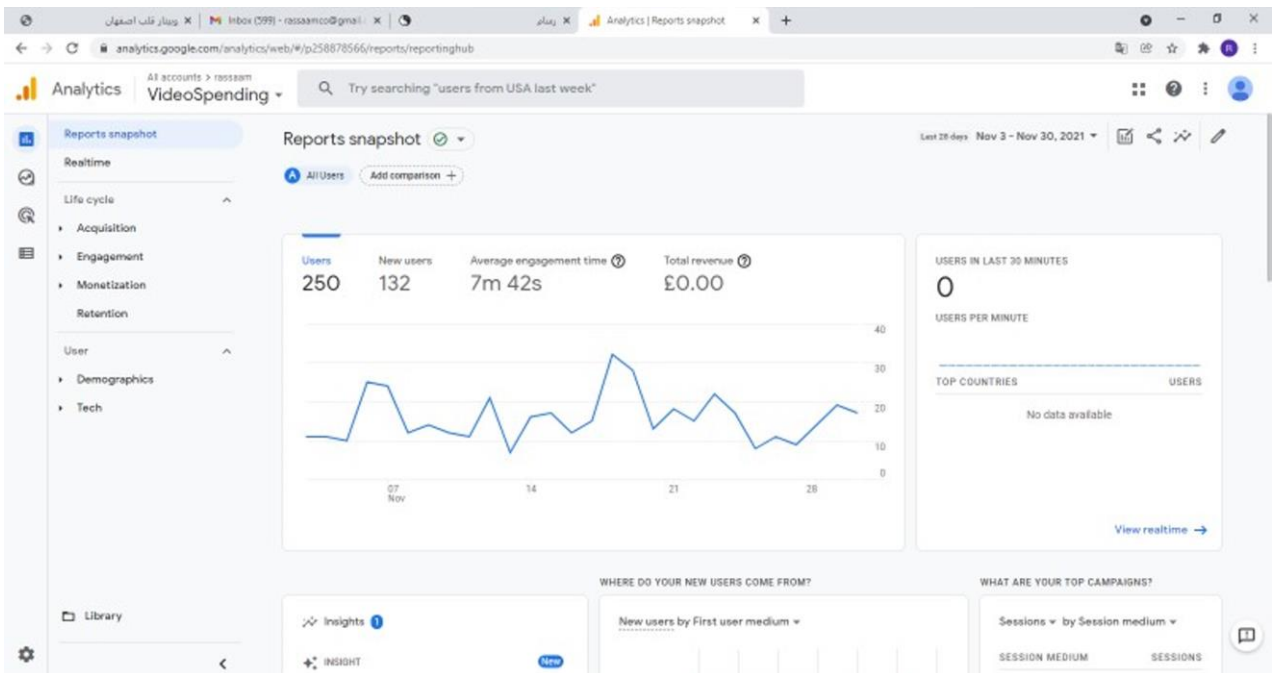 وبینار قلب اصفهان
Inbox (599) - rassaamco@gmail.c
رسام
Analytics | Reports snapshot
analytics.google.com/analytics/web/#/p258878566/reports/reportinghub
R
Analytics
All accounts > rassaam
VideoSpending
Try searching "users from USA last week"
Reports snapshot
Realtime
Life cycle
Acquisition
Engagement
Monetization
Retention
User
Demographics
Tech
Library
Reports snapshot
Last 28 days Nov 3 - Nov 30, 2021
A All Users
Add comparison +
Users
250
New users
132
Average engagement time
7m 42s
Total revenue
£0.00
40
30
20
10
0
07
Nov
14
21
28
USERS IN LAST 30 MINUTES
0
USERS PER MINUTE
TOP COUNTRIES USERS
No data available
View realtime →
Insights 1
INSIGHT New
WHERE DO YOUR NEW USERS COME FROM?
New users by First user medium
WHAT ARE YOUR TOP CAMPAIGNS?
Sessions by Session medium
SESSION MEDIUM SESSIONS